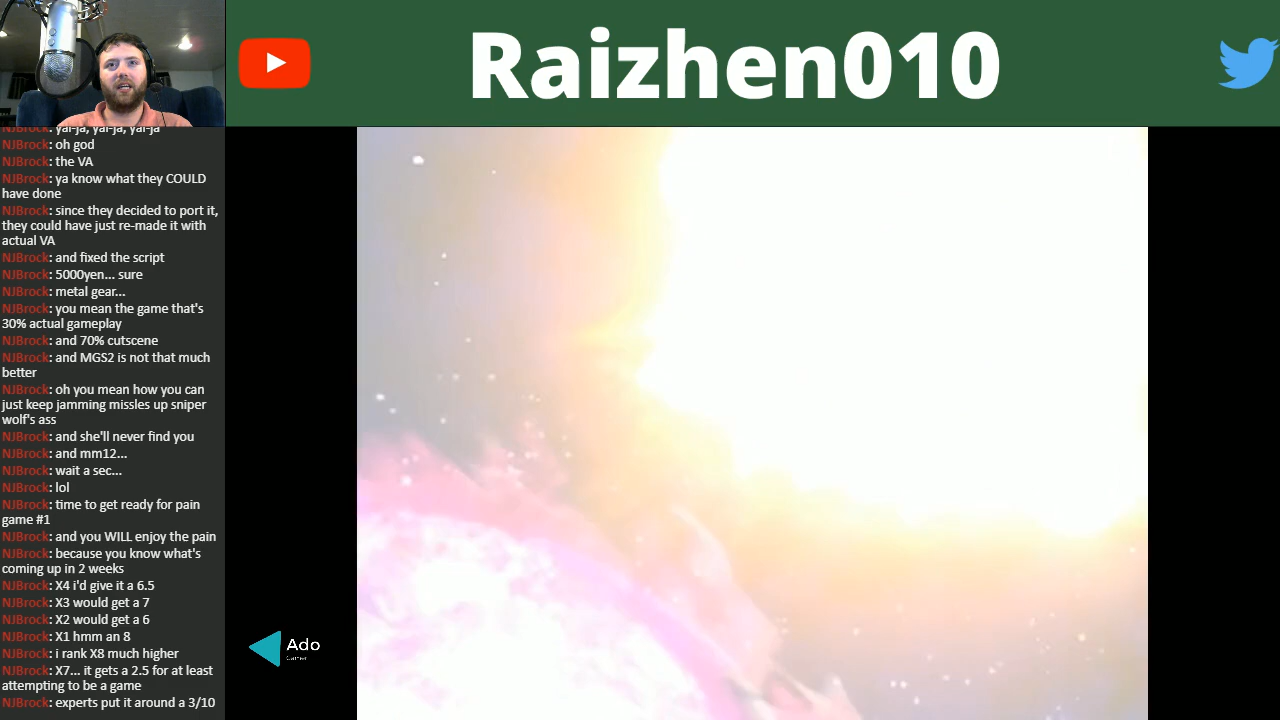 Raizhen010
NJBrock: yai-ja, yai-ja, yai-ja
NJBrock: oh god
NJBrock: the VA
NJBrock: ya know what they COULD
have done
NJBrock: since they decided to port it,
they could have just re-made it with
actual VA
NJBrock: and fixed the script
NJBrock: 5000yen... sure
NJBrock: metal gear...
NJBrock: you mean the game that's
30% actual gameplay
NJBrock: and 70% cutscene
NJBrock: and MGS2 is not that much
better
NJBrock: oh you mean how you can
just keep jamming missles up sniper
wolf's ass
NJBrock: and she'll never find you
NJBrock: and mm12...
NJBrock: wait a sec...
NJBrock: lol
NJBrock: time to get ready for pain
game #1
NJBrock: and you WILL enjoy the pain
NJBrock: because you know what's
coming up in 2 weeks
NJBrock: X4 i'd give it a 6.5
NJBrock: X3 would get a 7
NJBrock: X2 would get a 6
NJBrock: X1 hmm an 8
NJBrock: i rank X8 much higher
NJBrock: X7... it gets a 2.5 for at least
attempting to be a game
NJBrock: experts put it around a 3/10
Ado